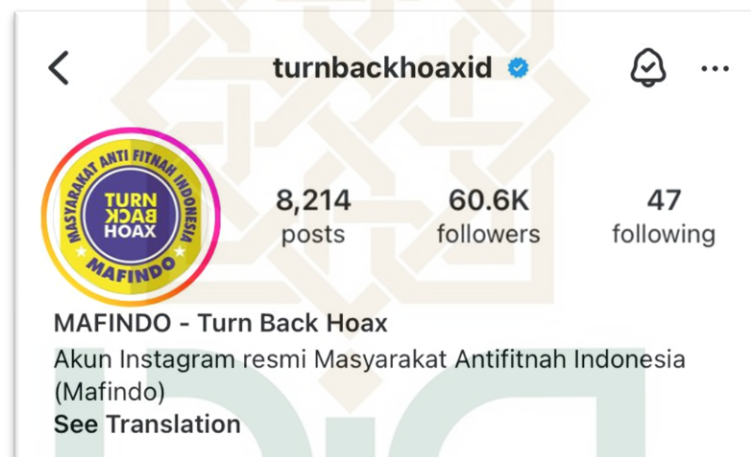 turnbackhoaxid
MASYARAKAT ANTI FITNAH INDONESIA
TURN
BACK
HOAX
MAFINDO
8,214 60.6K 47
posts followers following
MAFINDO - Turn Back Hoax
Akun Instagram resmi Masyarakat Antifitnah Indonesia
(Mafindo)
See Translation